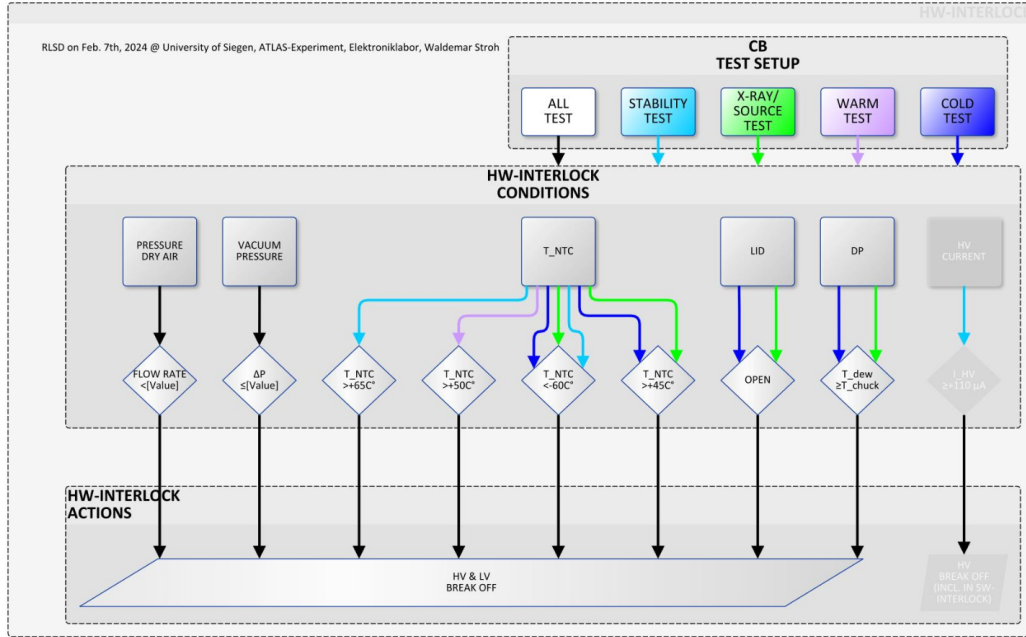 HW-INTERLOCK
RLSD on Feb. 7th, 2024 @ University of Siegen, ATLAS-Experiment, Elektroniklabor, Waldemar Stroh
CB
TEST SETUP
ALL
TEST
STABILITY
TEST
X-RAY/
SOURCE
TEST
WARM
TEST
COLD
TEST
HW-INTERLOCK
CONDITIONS
PRESSURE
DRY AIR
VACUUM
PRESSURE
T_NTC
LID
DP
HV
CURRENT
FLOW RATE
<[Value]
ΔP
≤[Value]
T_NTC
>+65C°
T_NTC
>+50C°
T_NTC
<-60C°
T_NTC
>+45C°
OPEN
T_dew
≥T_chuck
I_HV
≥+110 µA
HW-INTERLOCK
ACTIONS
HV & LV
BREAK OFF
HV
BREAK OFF
(INCL. IN SW-
INTERLOCK)